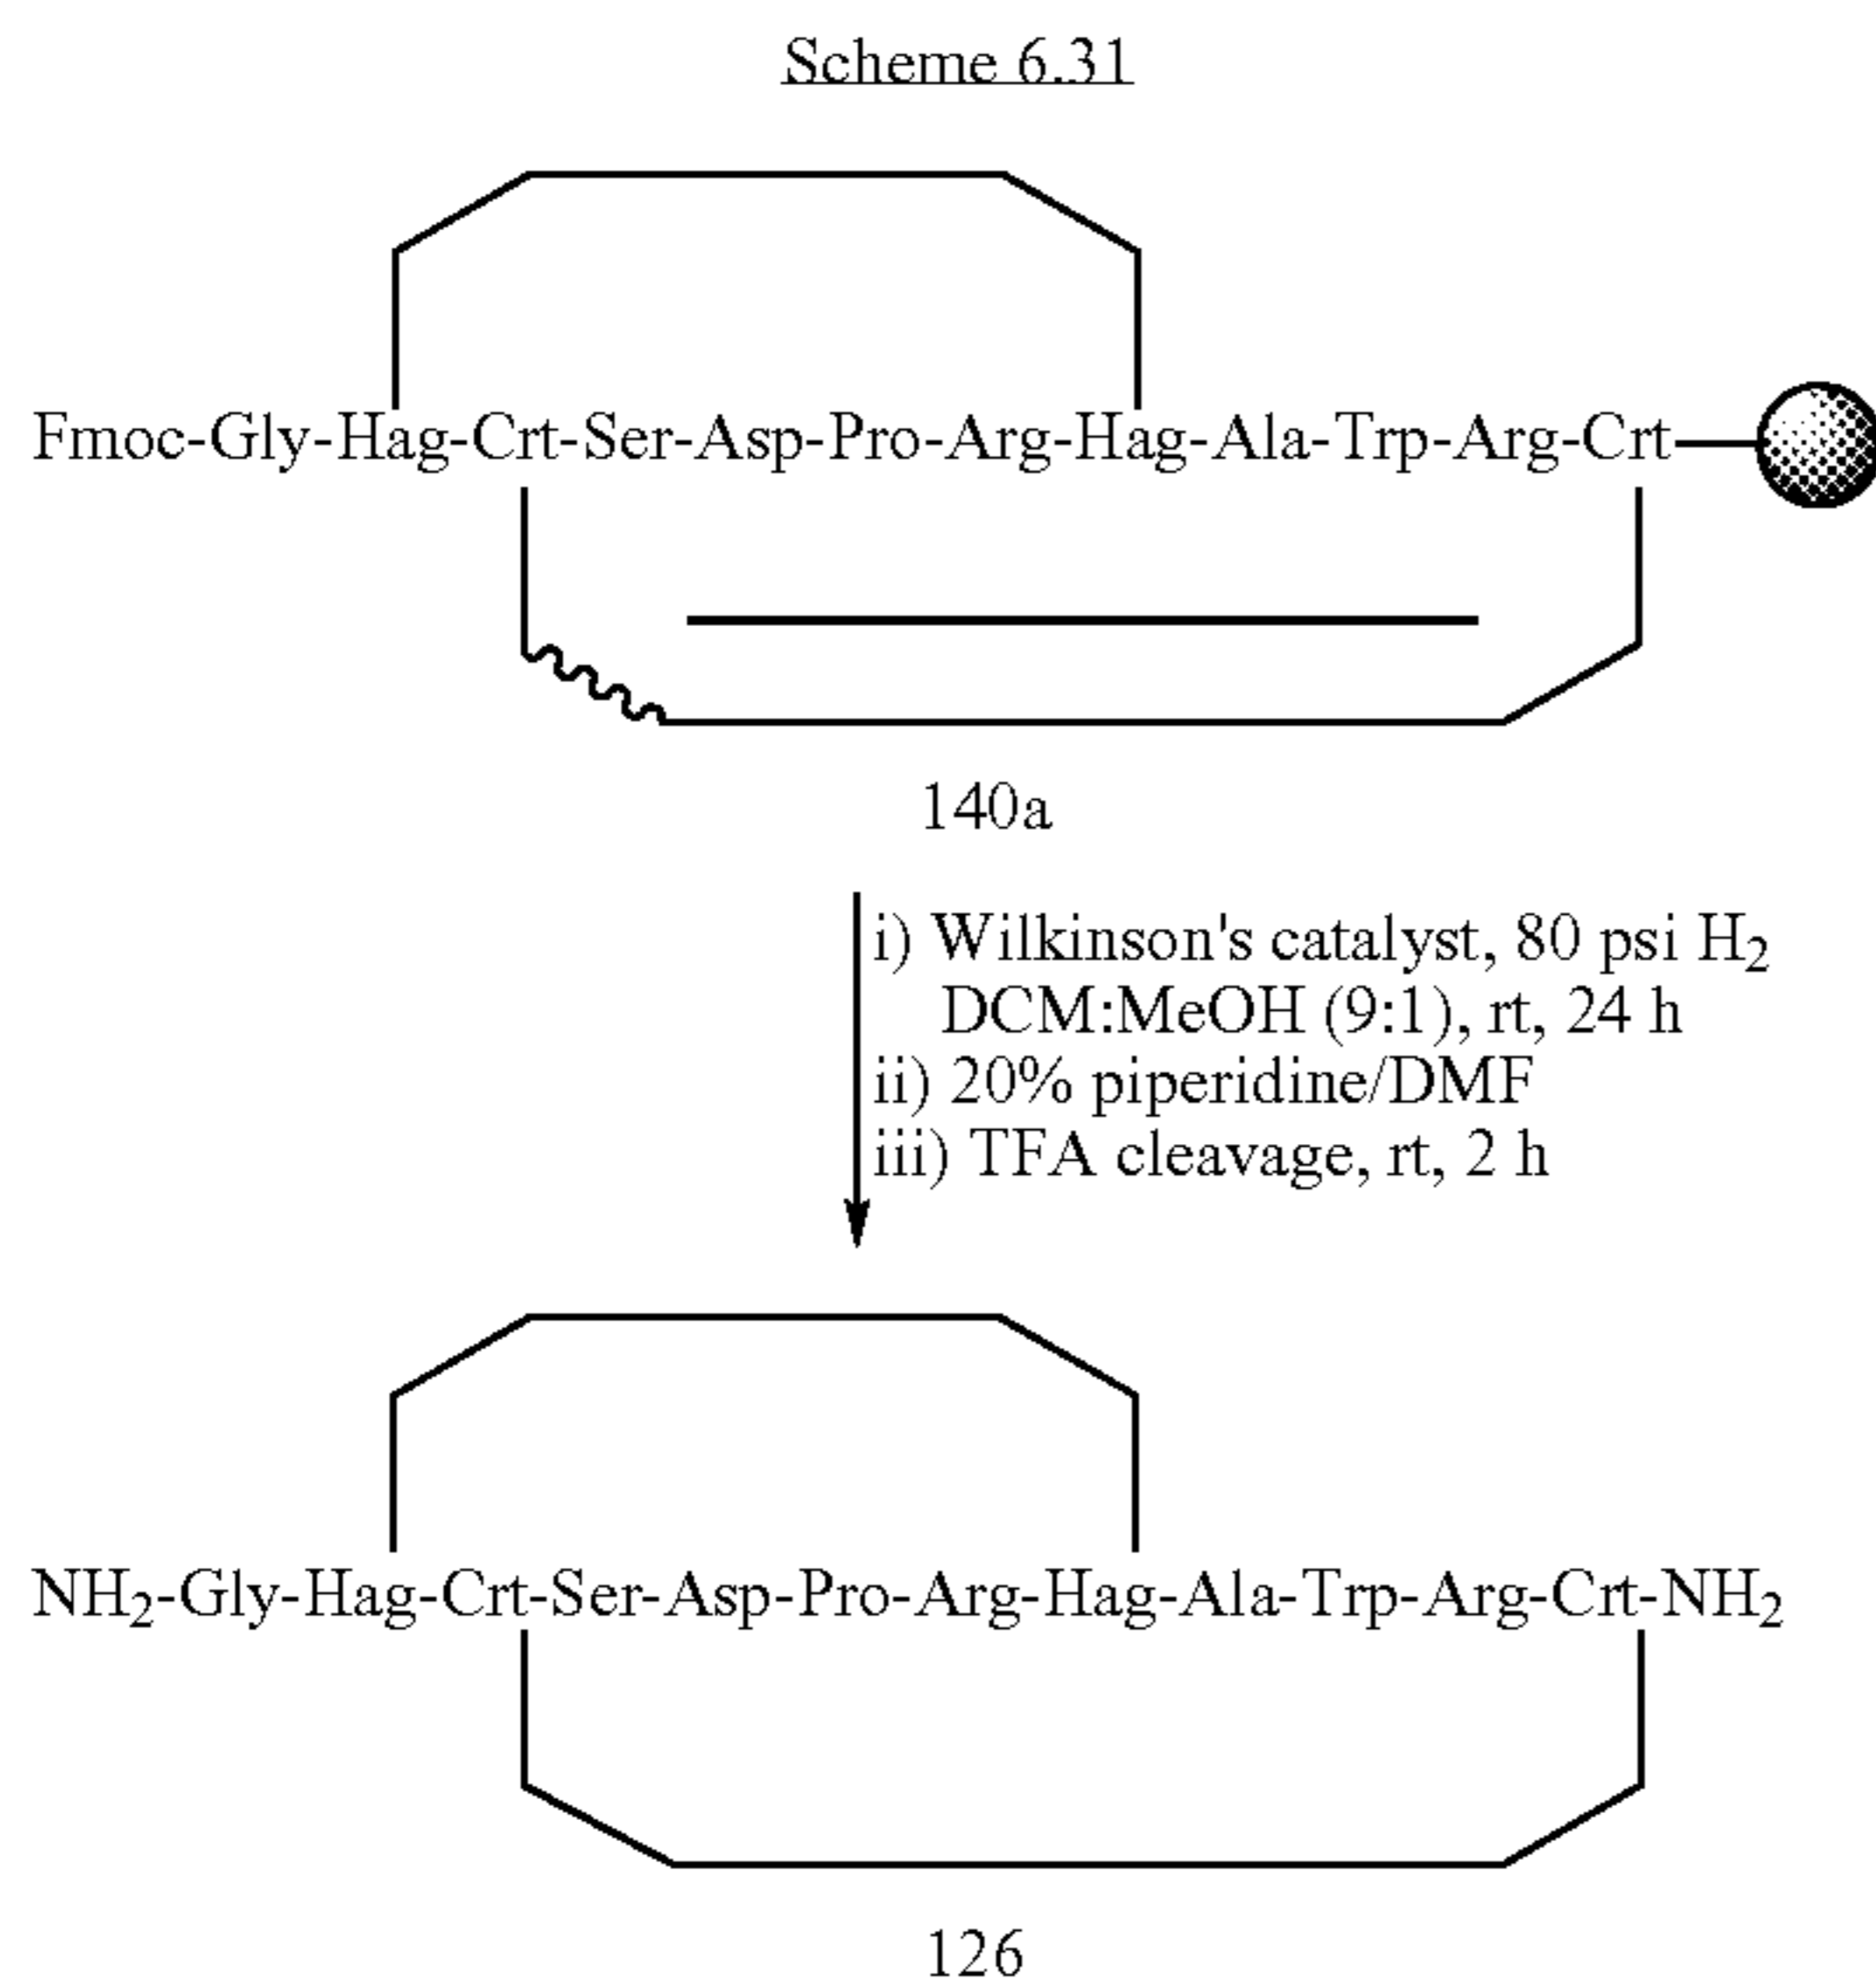 Scheme 6.31
Fmoc-Gly-Hag-Crt-Ser-Asp-Pro-Arg-Hag-Ala-Trp-Arg-Crt
140a
i) Wilkinson's catalyst, 80 psi H₂
DCM:MeOH (9:1), rt, 24 h
ii) 20% piperidine/DMF
iii) TFA cleavage, rt, 2 h
NH₂-Gly-Hag-Crt-Ser-Asp-Pro-Arg-Hag-Ala-Trp-Arg-Crt-NH₂
126